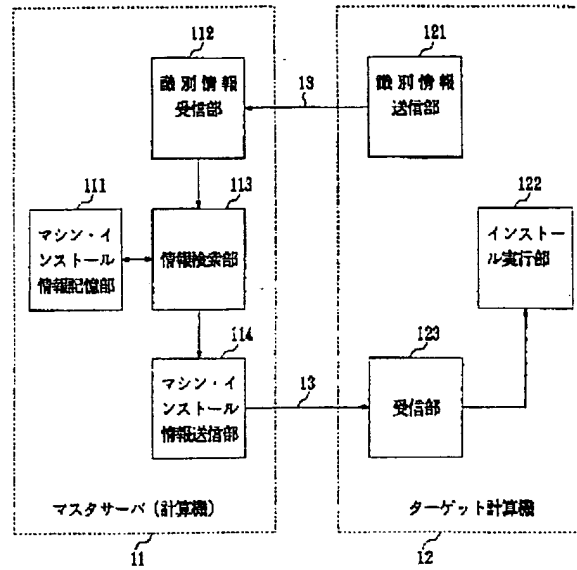 112
識別情報
受信部
13
121
識別情報
送信部
111
マシン・イ
ンストール
情報記憶部
113
情報検索部
122
インストー
ル実行部
114
マシン・イ
ンストール
情報送信部
13
123
受信部
マスタサーバ（計算機）
ターゲット計算機
11
12